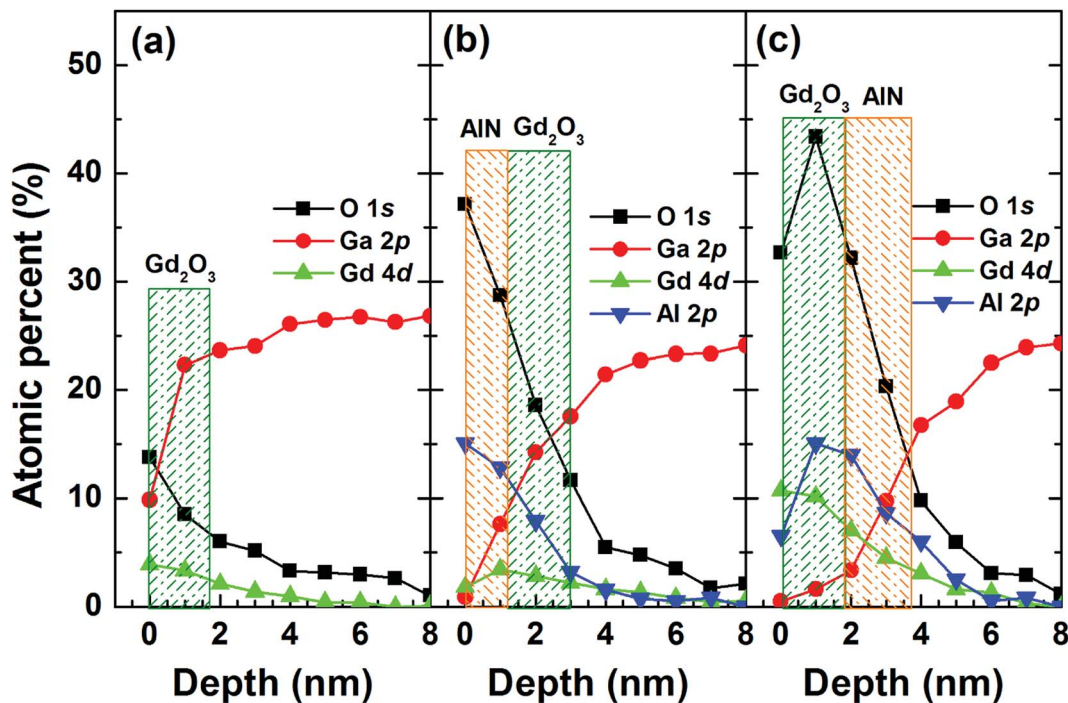 Atomic percent (%)
50
40
30
20
10
0
(a)
Gd₂O₃
O 1s
Ga 2p
Gd 4d
0 2 4 6 8
Depth (nm)
(b)
AlN
Gd₂O₃
O 1s
Ga 2p
Gd 4d
Al 2p
0 2 4 6 8
Depth (nm)
(c)
Gd₂O₃
AlN
O 1s
Ga 2p
Gd 4d
Al 2p
0 2 4 6 8
Depth (nm)